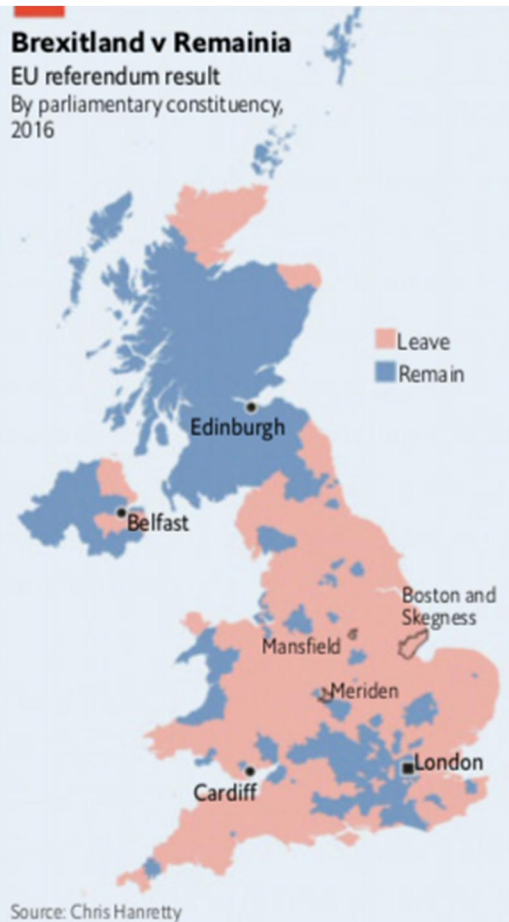 Brexitland v Remainia
EU referendum result
By parliamentary constituency,
2016
Leave
Remain
Edinburgh
Belfast
Boston and
Skegness
Mansfield
Meriden
London
Cardiff
Source: Chris Hanretty